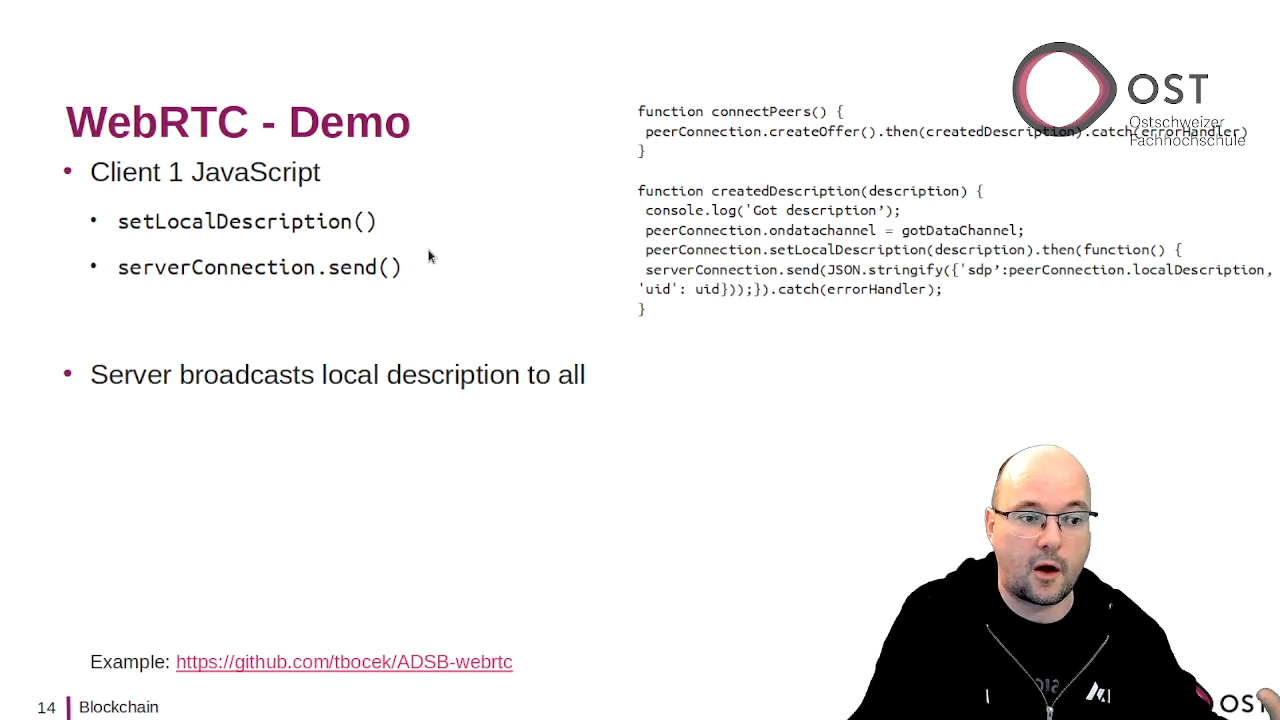 WebRTC - Demo
• Client 1 JavaScript
• setLocalDescription()
• serverConnection.send()
• Server broadcasts local description to all
function connectPeers() {
peerConnection.createOffer().then(createdDescription).catch(errorHandler)
}
function createdDescription(description) {
console.log('Got description’);
peerConnection.ondatachannel = gotDataChannel;
peerConnection.setLocalDescription(description).then(function() {
serverConnection.send(JSON.stringify({'sdp’:peerConnection.localDescription,
'uid': uid}));}).catch(errorHandler);
}
OST
Ostschweizer
Fachhochschule
Example: https://github.com/tbocek/ADSB-webrtc
14 Blockchain
OST